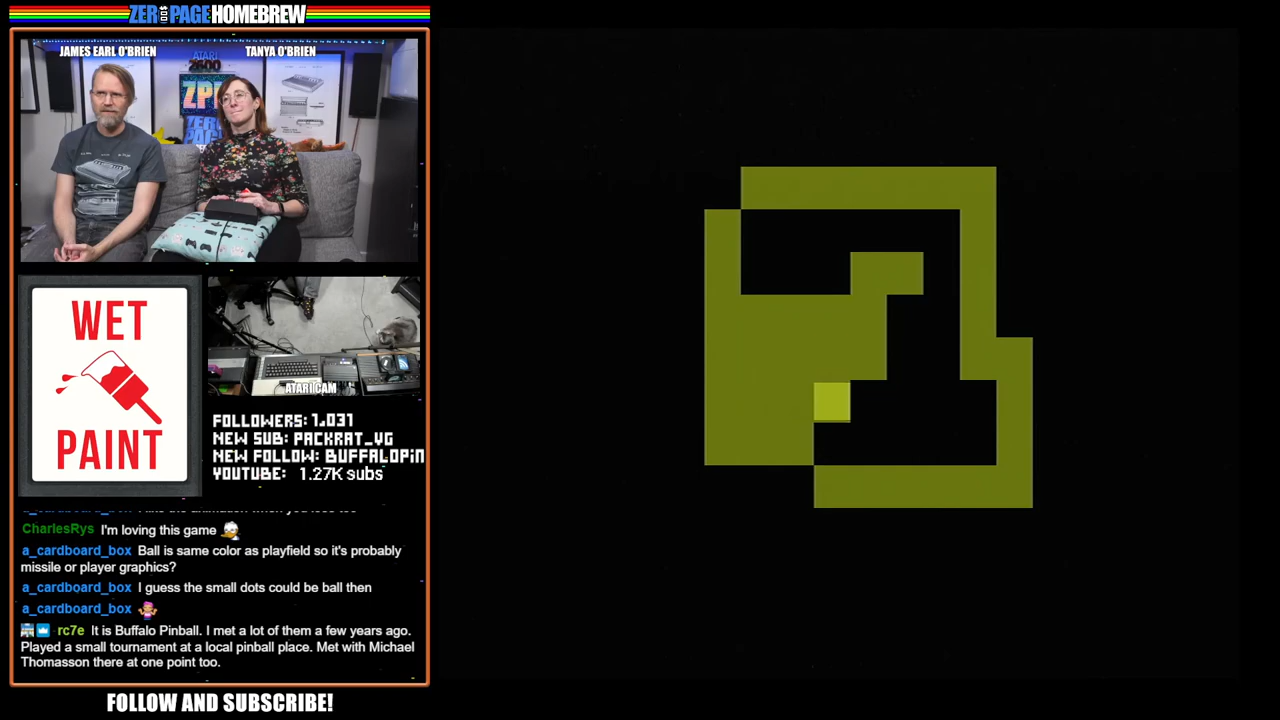 ZER PAGE HOMEBREW
JAMES EARL O'BRIEN
TANYA O'BRIEN
ATARI
2600
ZPH
WET
PAINT
ATARI CAM
FOLLOWERS: 1,031
NEW SUB: PACKRAT_VG
NEW FOLLOW: BUFFALOPIN
YOUTUBE: 1.27K subs
CharlesRys I'm loving this game
a_cardboard_box Ball is same color as playfield so it's probably
missile or player graphics?
a_cardboard_box I guess the small dots could be ball then
a_cardboard_box
rc7e It is Buffalo Pinball. I met a lot of them a few years ago.
Played a small tournament at a local pinball place. Met with Michael
Thomasson there at one point too.
FOLLOW AND SUBSCRIBE!